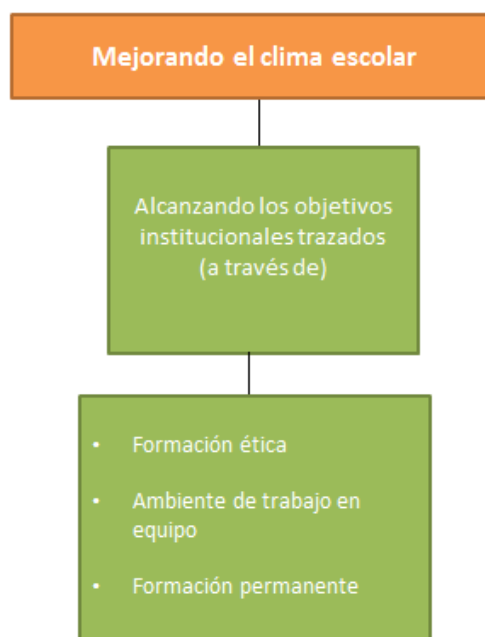 Mejorando el clima escolar
Alcanzando los objetivos
institucionales trazados
(a través de)
• Formación ética
• Ambiente de trabajo en
equipo
• Formación permanente